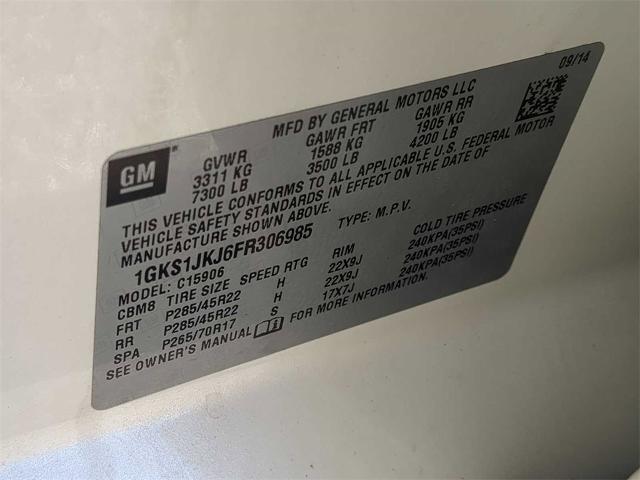 09/14
MFD BY GENERAL MOTORS LLC
GM ®
GVWR GAWR FRT GAWR RR
3311 KG 1588 KG 1905 KG
7300 LB 3500 LB 4200 LB
THIS VEHICLE CONFORMS TO ALL APPLICABLE U.S. FEDERAL MOTOR
VEHICLE SAFETY STANDARDS IN EFFECT ON THE DATE OF
MANUFACTURE SHOWN ABOVE.
1GKS1JKJ6FR306985 TYPE: M.P.V.
MODEL: C15906
CBM8 TIRE SIZE SPEED RTG RIM COLD TIRE PRESSURE
FRT P285/45R22 H 22X9J 240KPA(35PSI)
RR P285/45R22 H 22X9J 240KPA(35PSI)
SPA P265/70R17 S 17X7J 240KPA(35PSI)
SEE OWNER'S MANUAL FOR MORE INFORMATION.